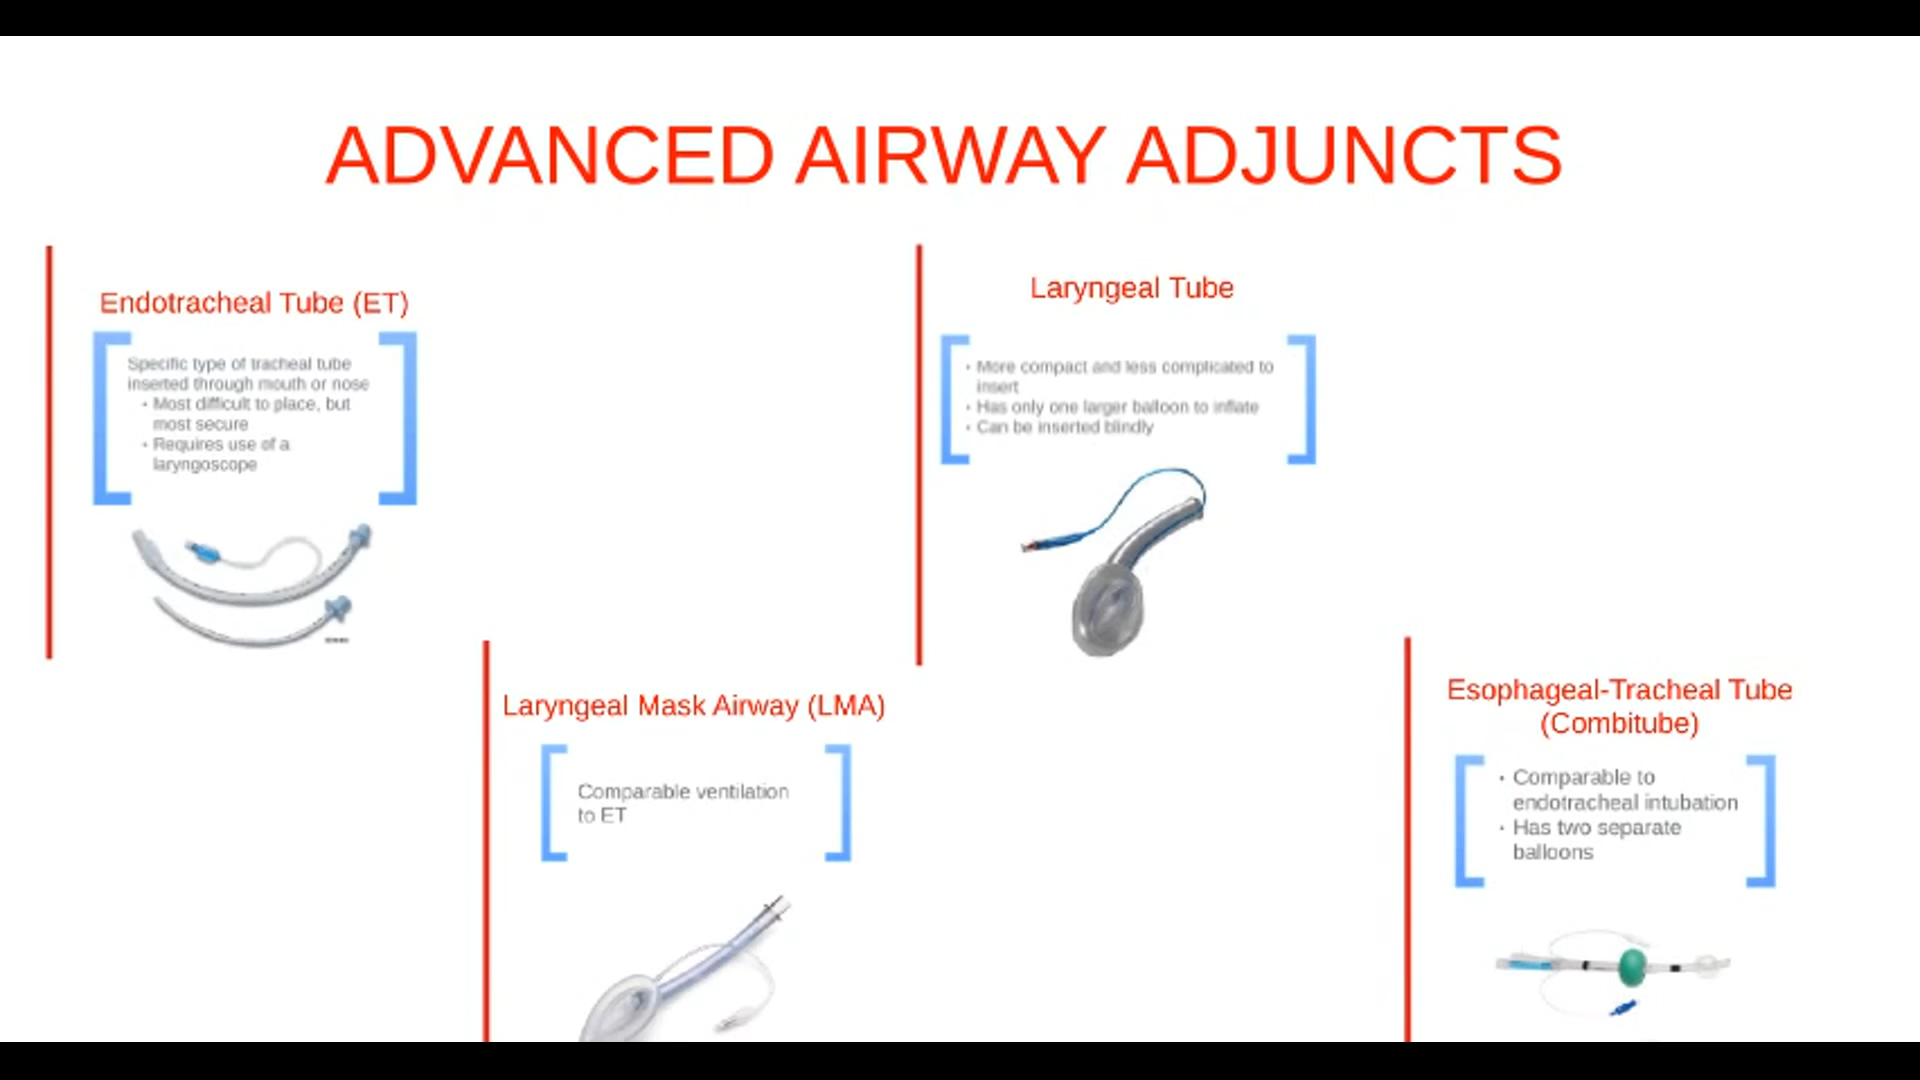 ADVANCED AIRWAY ADJUNCTS
Endotracheal Tube (ET)
Specific type of tracheal tube
inserted through mouth or nose
• Most difficult to place, but
most secure
• Requires use of a
laryngoscope
Laryngeal Mask Airway (LMA)
Comparable ventilation
to ET
Laryngeal Tube
• More compact and less complicated to
insert
• Has only one larger balloon to inflate
• Can be inserted blindly
Esophageal-Tracheal Tube
(Combitube)
• Comparable to
endotracheal intubation
• Has two separate
balloons